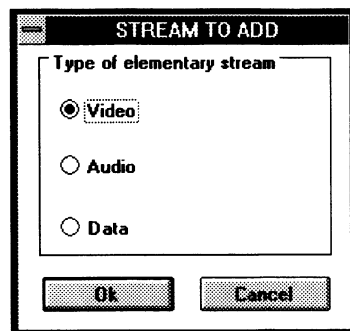 STREAM TO ADD
Type of elementary stream
Video
Audio
Data
Ok
Cancel